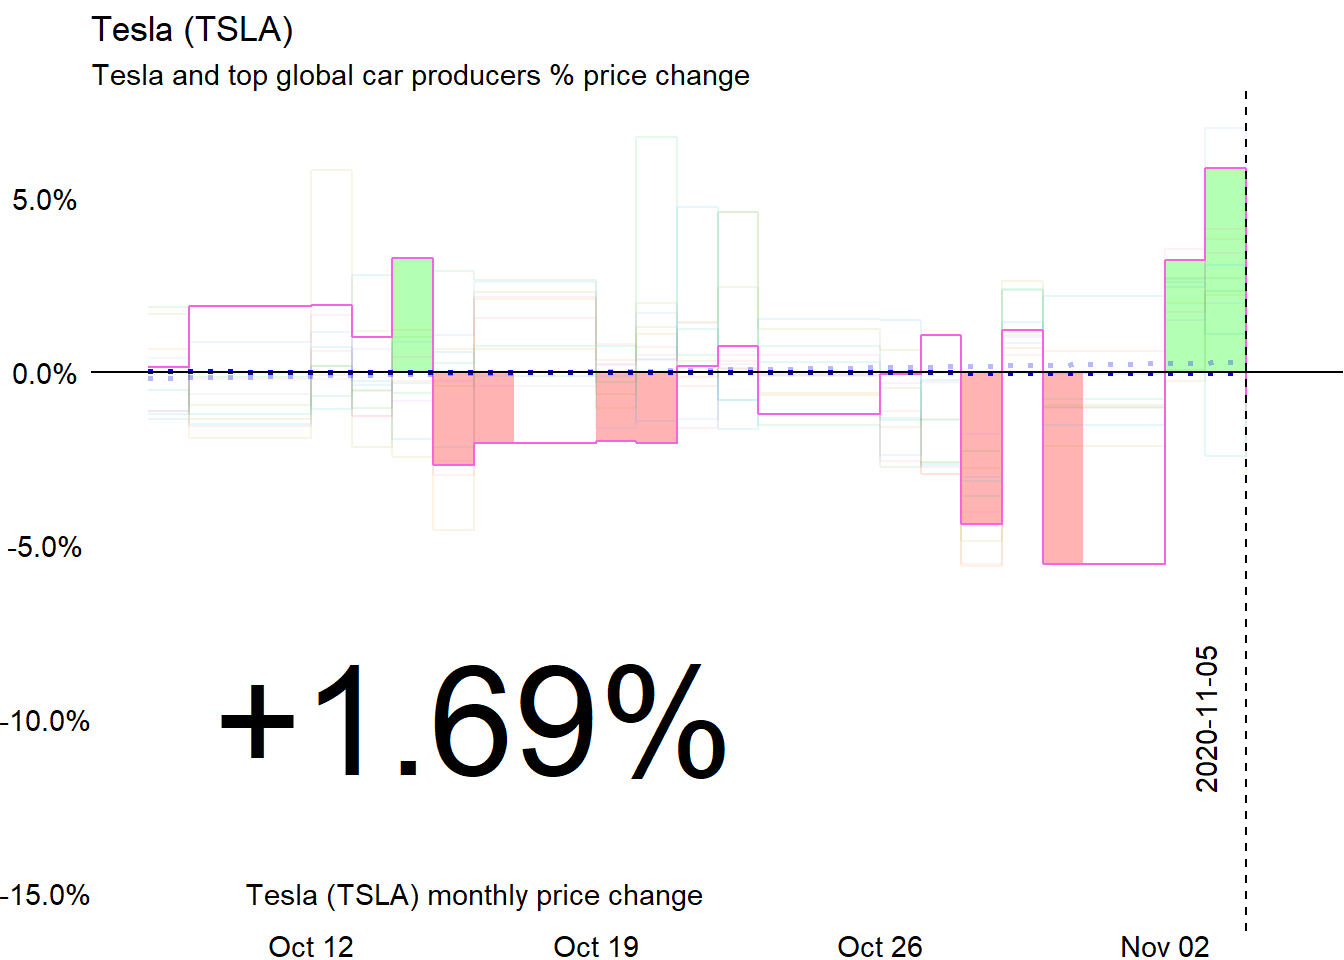 Tesla (TSLA)
Tesla and top global car producers % price change
5.0%
0.0%
-5.0%
-10.0%
-15.0%
+1.69%
Tesla (TSLA) monthly price change
2020-11-05
Oct 12
Oct 19
Oct 26
Nov 02